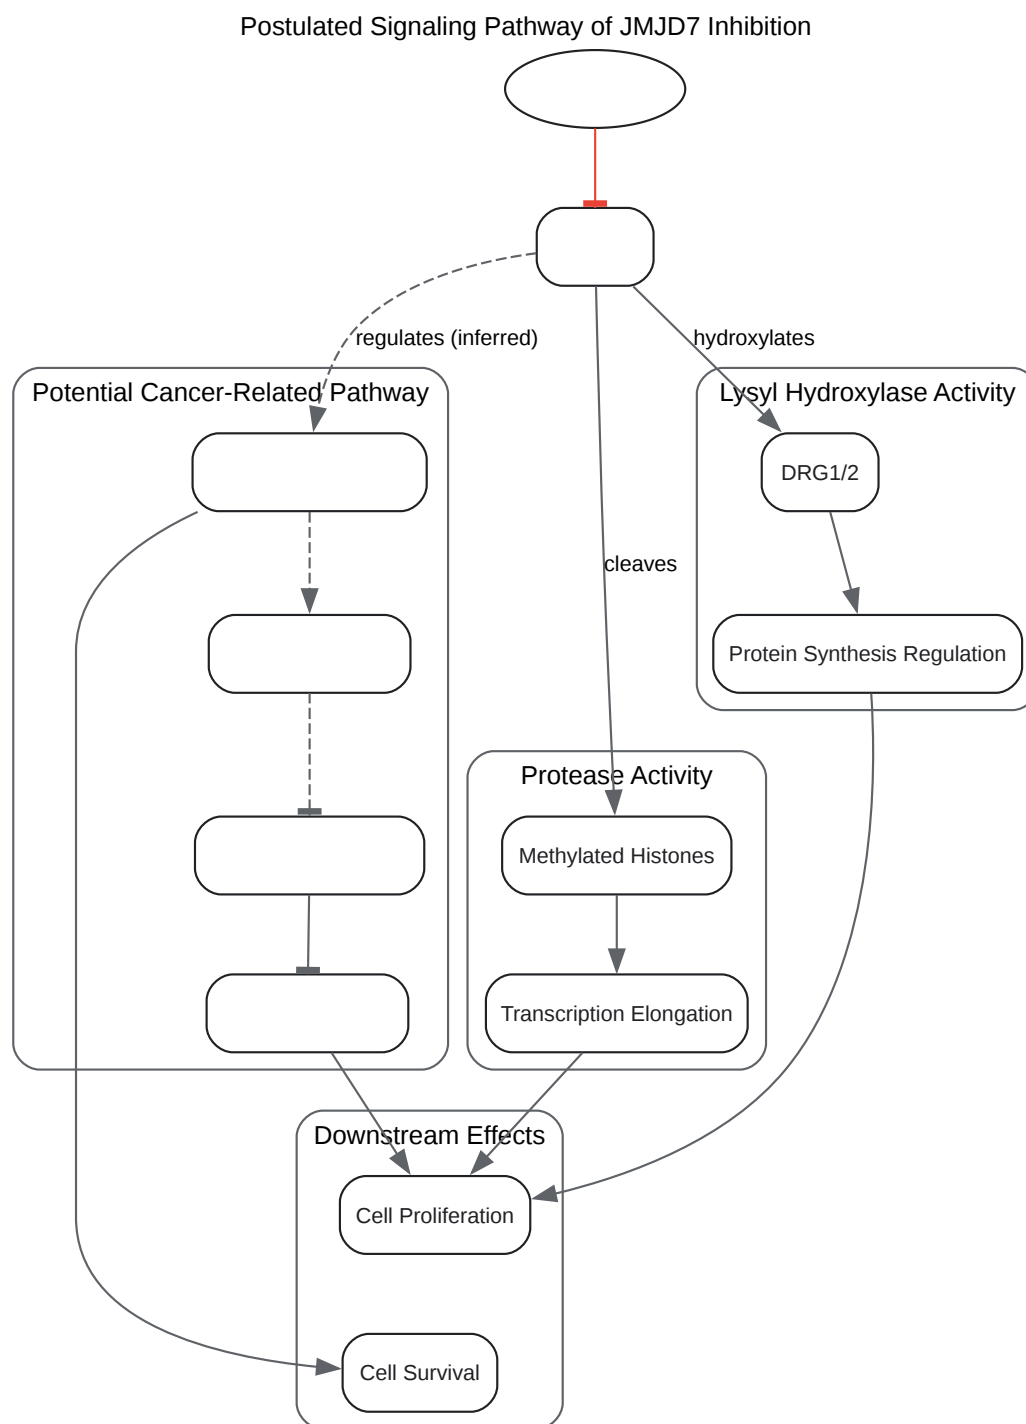 Postulated Signaling Pathway of JMJD7 Inhibition
regulates (inferred)
hydroxylates
Potential Cancer-Related Pathway
Lysyl Hydroxylase Activity
DRG1/2
cleaves
Protein Synthesis Regulation
Protease Activity
Methylated Histones
Transcription Elongation
Downstream Effects
Cell Proliferation
Cell Survival